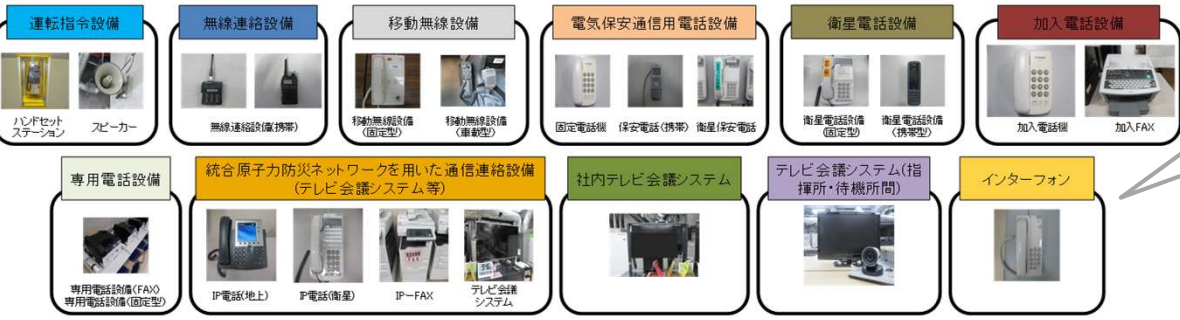 運転指令設備
無線連絡設備
移動無線設備
電気保安通信用電話設備
衛星電話設備
加入電話設備
ハンドセット
ステーション
スピーカー
無線連絡設備(携帯)
移動無線設備
(固定型)
移動無線設備
(車載型)
固定電話機
保安電話(携帯)
衛星保安電話
衛星電話設備
(固定型)
衛星電話設備
(携帯型)
加入電話機
加入FAX
専用電話設備
統合原子力防災ネットワークを用いた通信連絡設備
(テレビ会議システム等)
社内テレビ会議システム
テレビ会議システム(指
揮所・待機所間)
インターフォン
専用電話設備(FAX)
専用電話設備(固定型)
IP電話(地上)
IP電話(衛星)
IP-FAX
テレビ会議
システム